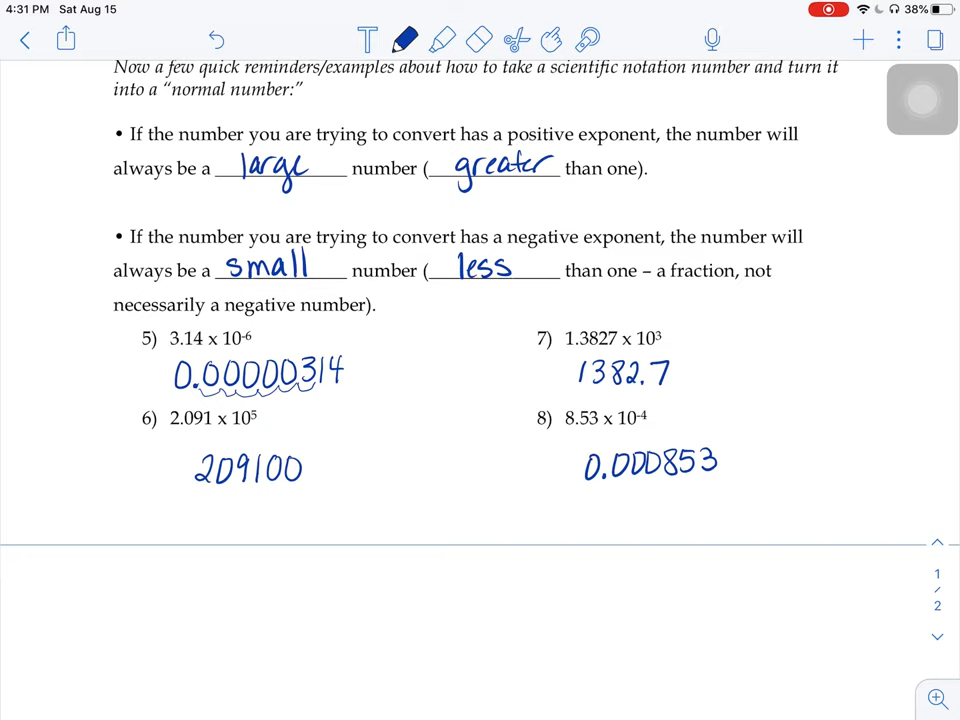 4:31 PM Sat Aug 15 38%
T
Now a few quick reminders/examples about how to take a scientific notation number and turn it
into a “normal number:”
• If the number you are trying to convert has a positive exponent, the number will
always be a large number (greater than one).
• If the number you are trying to convert has a negative exponent, the number will
always be a small number (less than one – a fraction, not
necessarily a negative number).
5) 3.14 x 10⁻⁶
0.00000314
6) 2.091 x 10⁵
209100
7) 1.3827 x 10³
1382.7
8) 8.53 x 10⁻⁴
0.000853
1
/
2